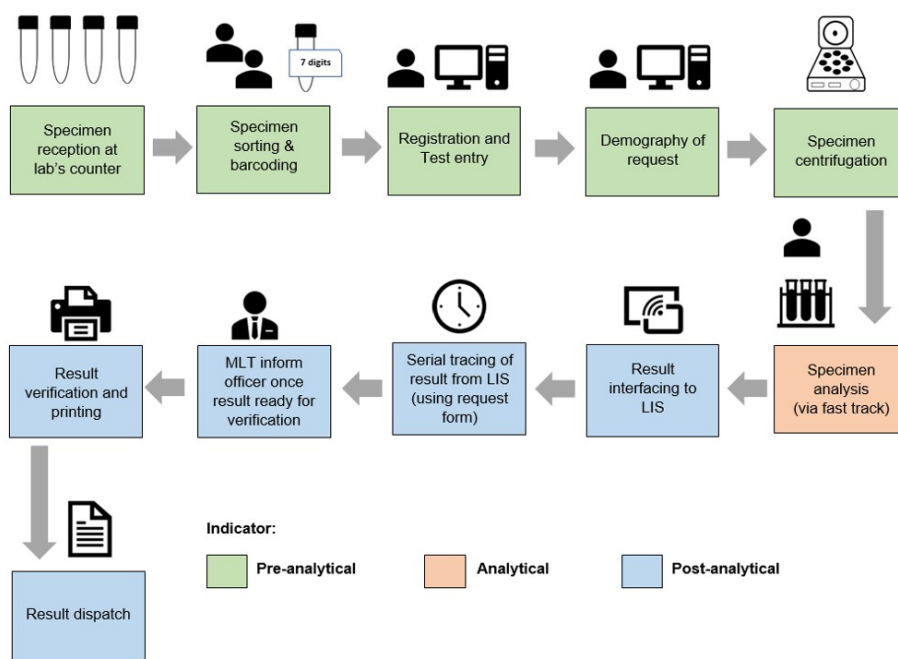 7 digits
Specimen
reception at
lab's counter
Specimen
sorting &
barcoding
Registration and
Test entry
Demography of
request
Specimen
centrifugation
Result
verification and
printing
MLT inform
officer once
result ready for
verification
Serial tracing of
result from LIS
(using request
form)
Result
interfacing to
LIS
Specimen
analysis
(via fast track)
Indicator:
Pre-analytical
Analytical
Post-analytical
Result dispatch